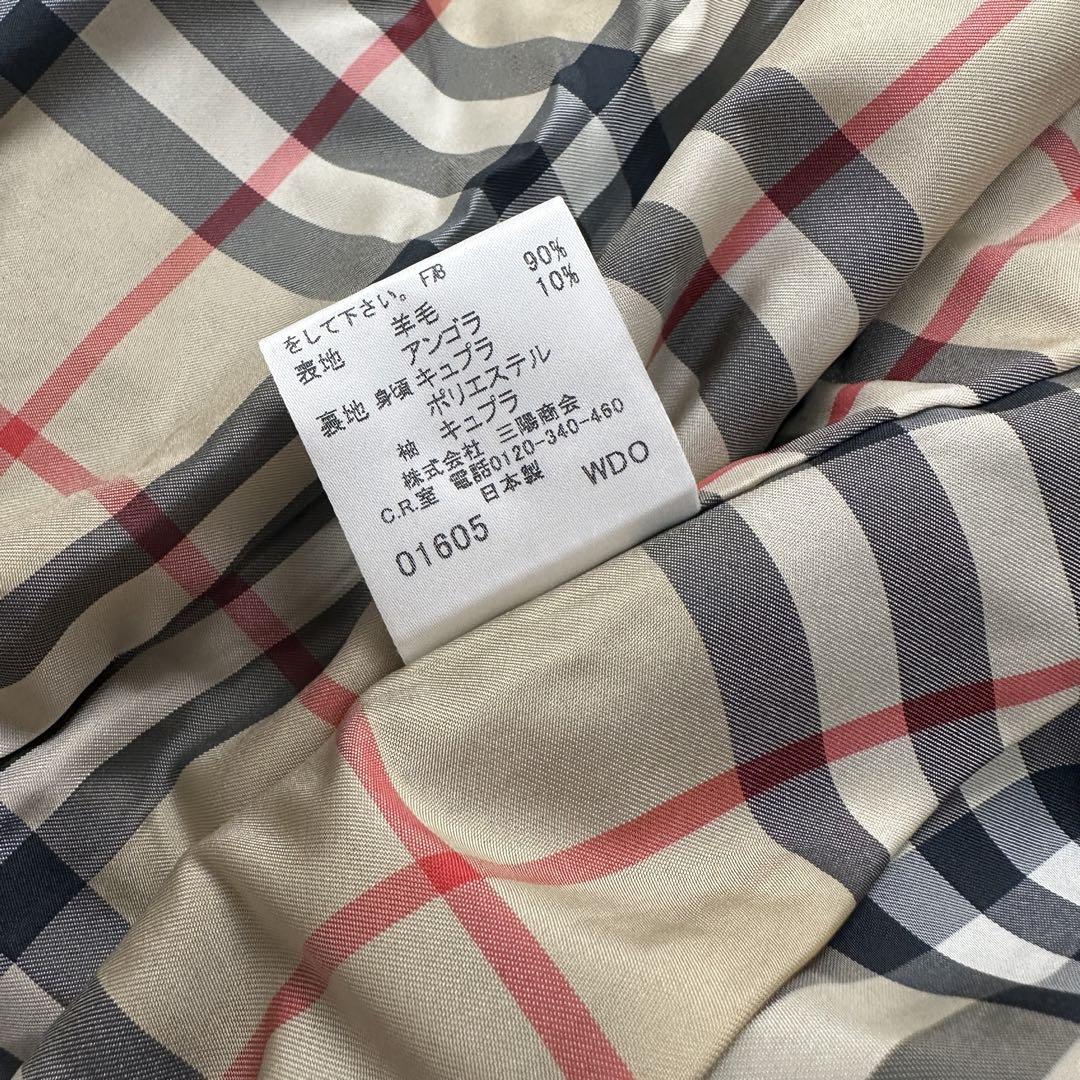 をして下さい。 F/8
表地 羊毛 90%
アンゴラ 10%
裏地 身頃 キュプラ
ポリエステル
袖 キュプラ
株式会社 三陽商会
C.R.室 電話0120-340-460
日本製 WDO
01605